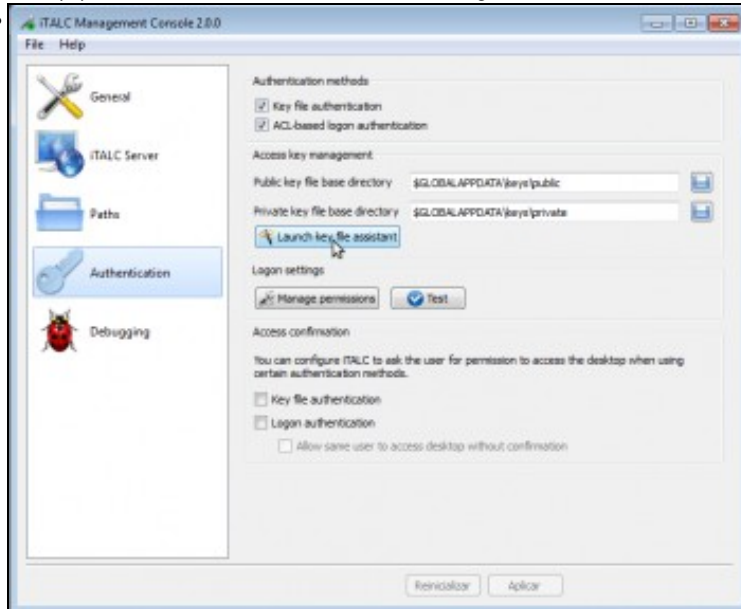 iTALC Management Console 2.0.0
File Help
General
iTALC Server
Paths
Authentication
Debugging
Authentication methods
Key file authentication
ACL-based logon authentication
Access key management
Public key file base directory $GLOBALAPPDATA\keys\public
Private key file base directory $GLOBALAPPDATA\keys\private
Launch key file assistant
Logon settings
Manage permissions Test
Access confirmation
You can configure iTALC to ask the user for permission to access the desktop when using
certain authentication methods.
Key file authentication
Logon authentication
Allow same user to access desktop without confirmation
Reinicializar Aplicar